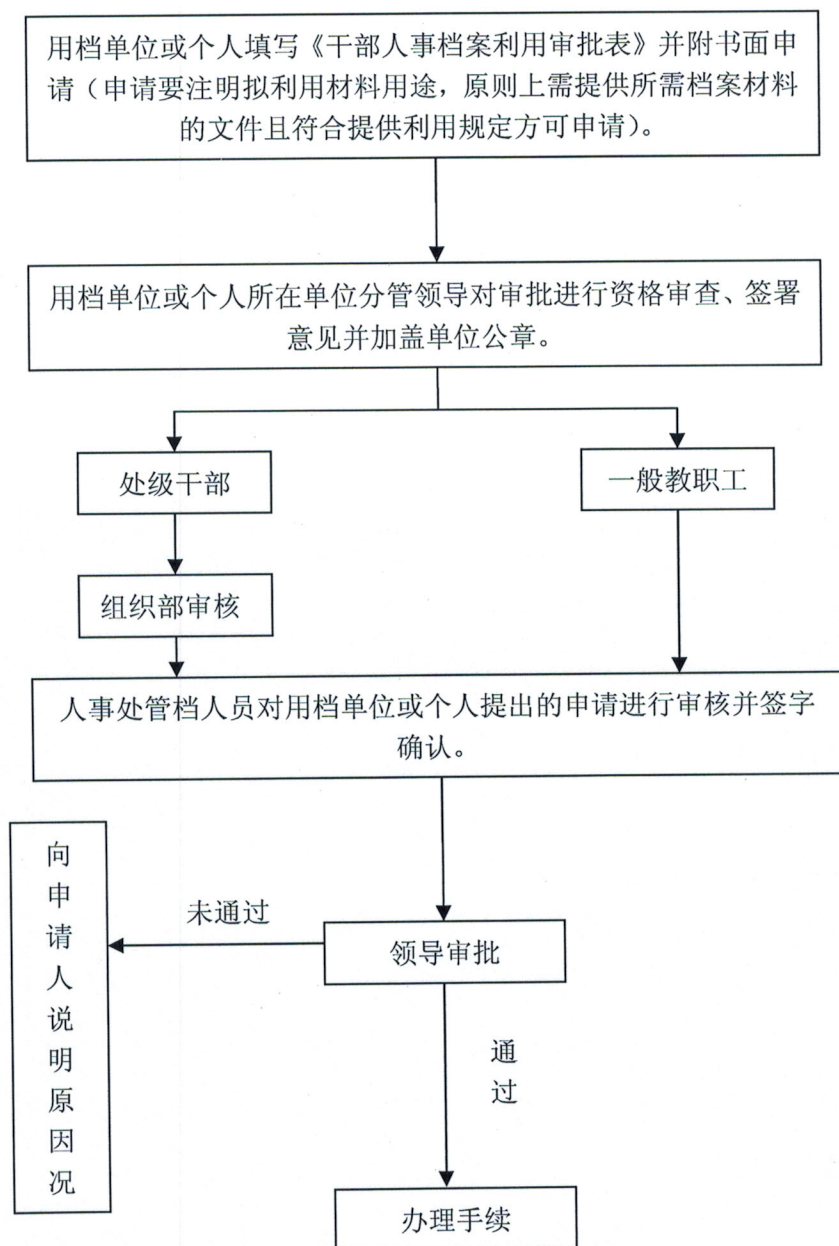 用档单位或个人填写《干部人事档案利用审批表》并附书面申
请（申请要注明拟利用材料用途，原则上需提供所需档案材料
的文件且符合提供利用规定方可申请）。
用档单位或个人所在单位分管领导对审批进行资格审查、签署
意见并加盖单位公章。
处级干部
一般教职工
组织部审核
人事处管档人员对用档单位或个人提出的申请进行审核并签字
确认。
向
申
请
人
说
明
原
因
况
未通过
领导审批
通
过
办理手续